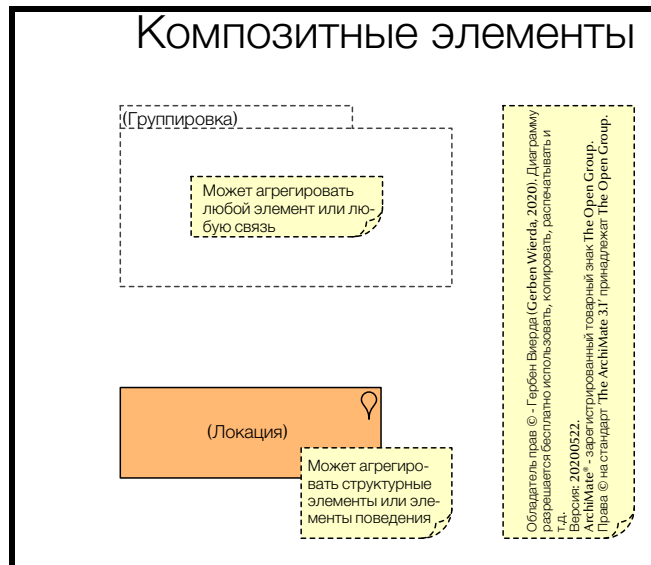 Композитные элементы
(Группировка)
Может агрегировать
любой элемент или лю-
бую связь
(Локация)
Может агрегиро-
вать структурные
элементы или эле-
менты поведения
Обладатель прав © - Гербен Виерда (Gerben Wierda, 2020). Диаграмму
разрешается бесплатно использовать, копировать, распечатывать и
т.д.
Версия: 20200522.
ArchiMate® - зарегистрированный товарный знак The Open Group.
Права © на стандарт 'The ArchiMate 3.1' принадлежат The Open Group.